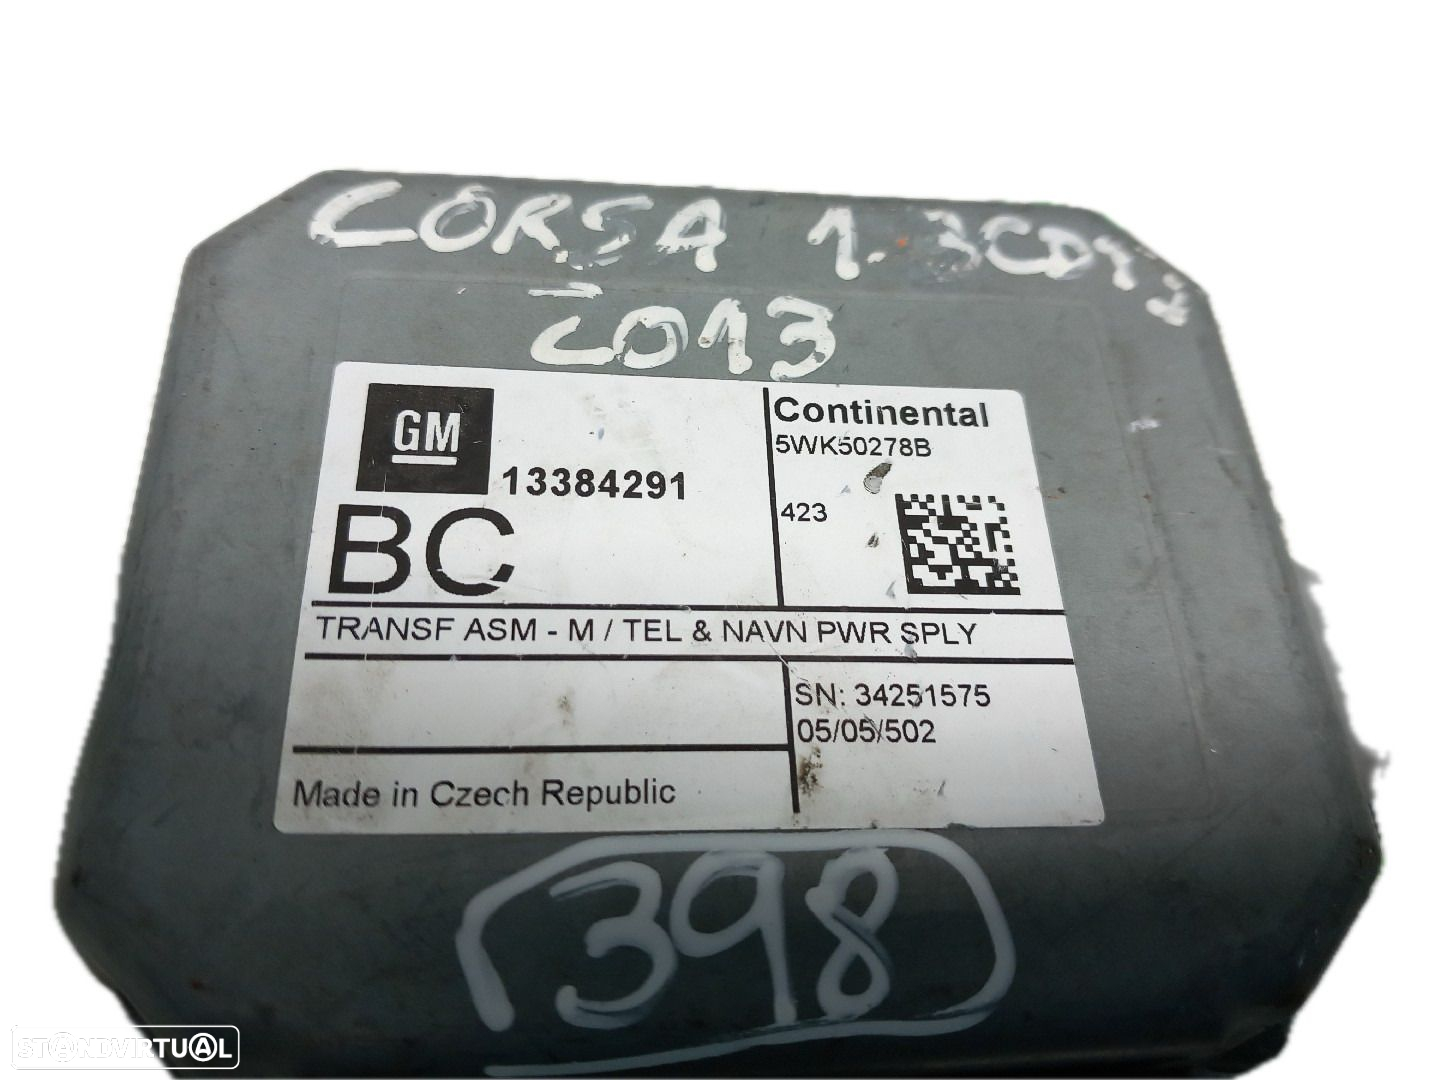 CORSA 1.3CDTi
2013
GM
13384291
BC
Continental
5WK50278B
423
TRANSF ASM - M / TEL & NAVN PWR SPLY
SN: 34251575
05/05/502
Made in Czech Republic
398
STANDVIRTUAL